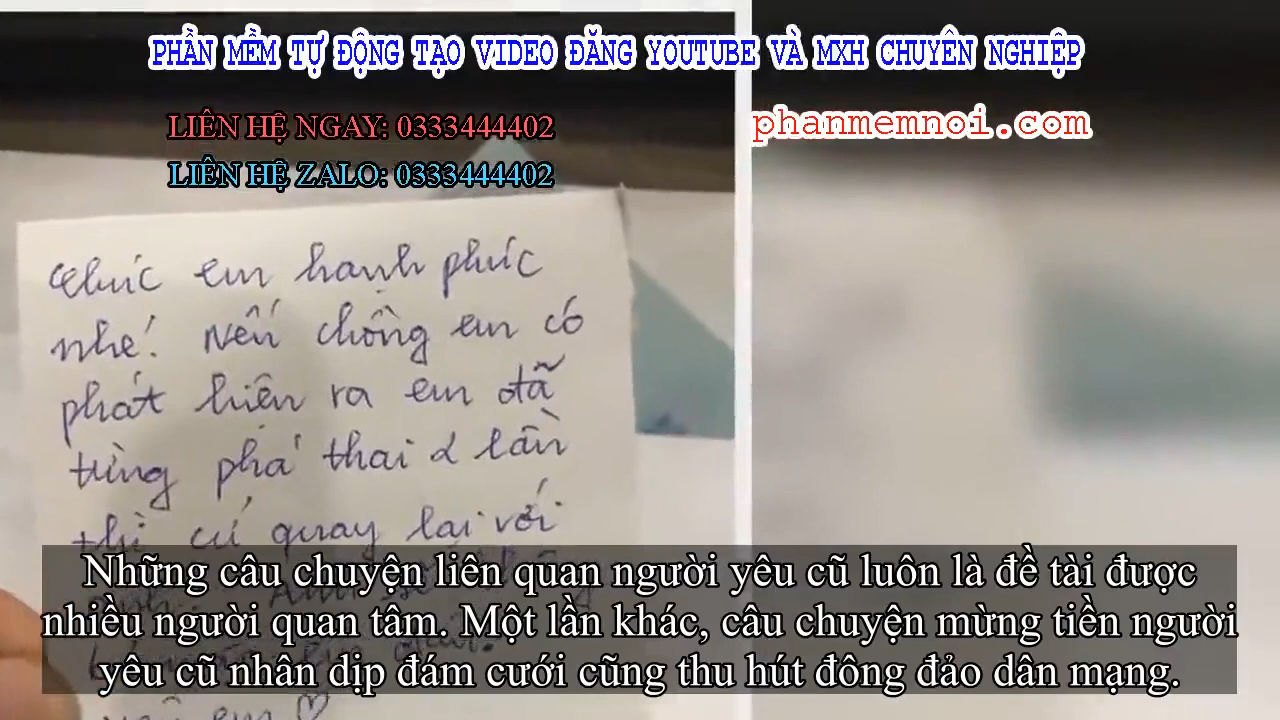 PHẦN MỀM TỰ ĐỘNG TẠO VIDEO ĐĂNG YOUTUBE VÀ MXH CHUYÊN NGHIỆP
LIÊN HỆ NGAY: 0333444402
phanmemnoi.com
LIÊN HỆ ZALO: 0333444402
Chúc em hạnh phúc
nhé! Nếu chồng em có
phát hiện ra em đã
từng phá thai 2 lần
thì cứ quay lại với
Những câu chuyện liên quan người yêu cũ luôn là đề tài được
nhiều người quan tâm. Một lần khác, câu chuyện mừng tiền người
yêu cũ nhân dịp đám cưới cũng thu hút đông đảo dân mạng.
em ♡